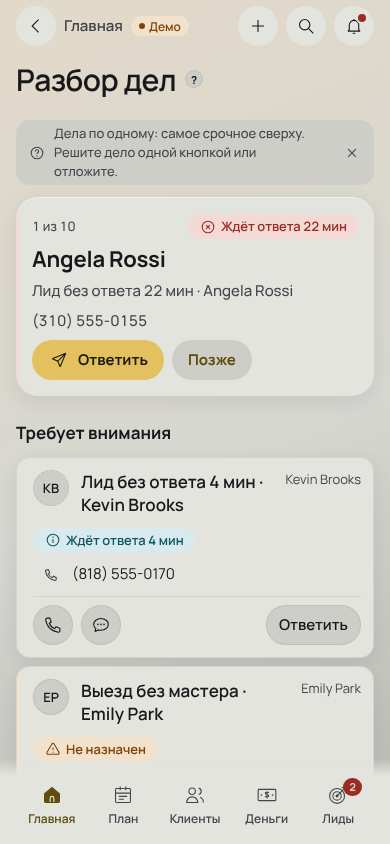 Главная
Демо
Разбор дел
?
Дела по одному: самое срочное сверху.
Решите дело одной кнопкой или
отложите.
1 из 10
Ждёт ответа 22 мин
Angela Rossi
Лид без ответа 22 мин · Angela Rossi
(310) 555-0155
Ответить
Позже
Требует внимания
KB
Лид без ответа 4 мин ·
Kevin Brooks
Kevin Brooks
Ждёт ответа 4 мин
(818) 555-0170
Ответить
EP
Выезд без мастера ·
Emily Park
Emily Park
Не назначен
2
Главная
План
Клиенты
Деньги
Лиды